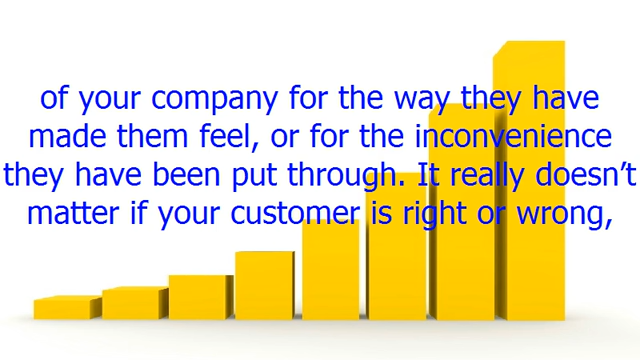 of your company for the way they have
made them feel, or for the inconvenience
they have been put through. It really doesn’t
matter if your customer is right or wrong,